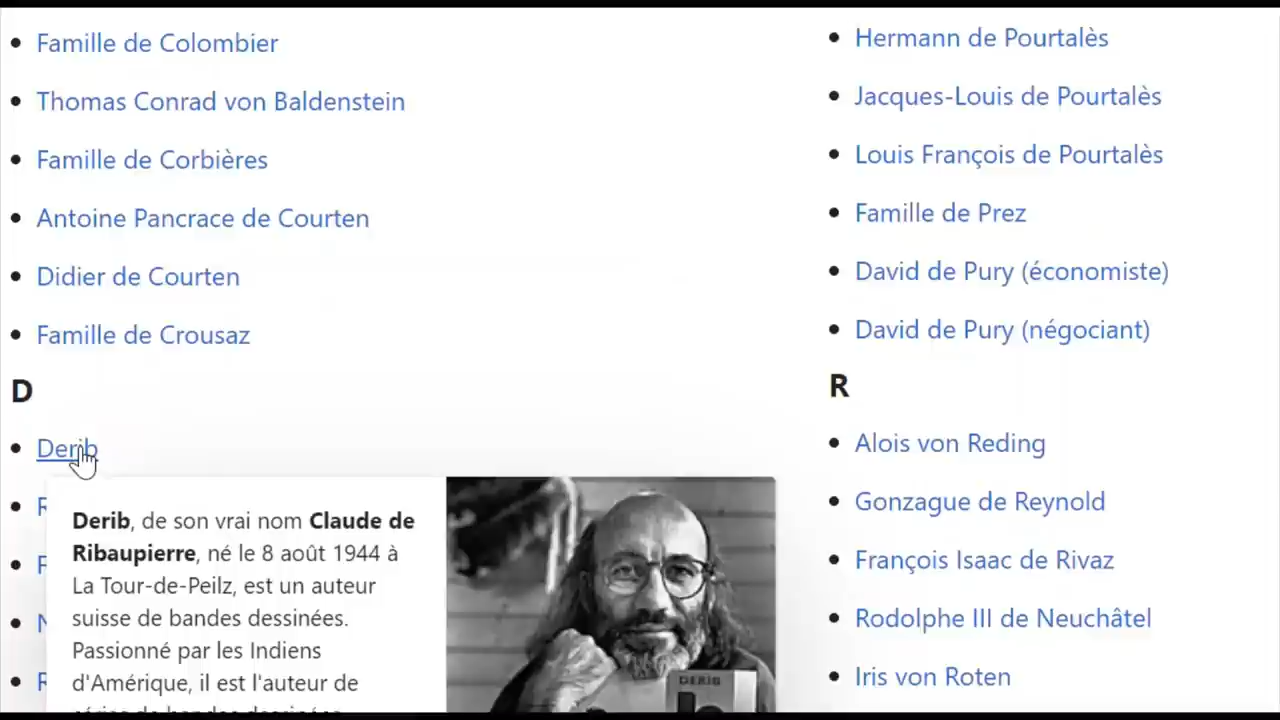 Famille de Colombier
Thomas Conrad von Baldenstein
Famille de Corbières
Antoine Pancrace de Courten
Didier de Courten
Famille de Crousaz
D
Derib
Derib, de son vrai nom Claude de
Ribaupierre, né le 8 août 1944 à
La Tour-de-Peilz, est un auteur
suisse de bandes dessinées.
Passionné par les Indiens
d'Amérique, il est l'auteur de
DERIB
Hermann de Pourtalès
Jacques-Louis de Pourtalès
Louis François de Pourtalès
Famille de Prez
David de Pury (économiste)
David de Pury (négociant)
R
Alois von Reding
Gonzague de Reynold
François Isaac de Rivaz
Rodolphe III de Neuchâtel
Iris von Roten